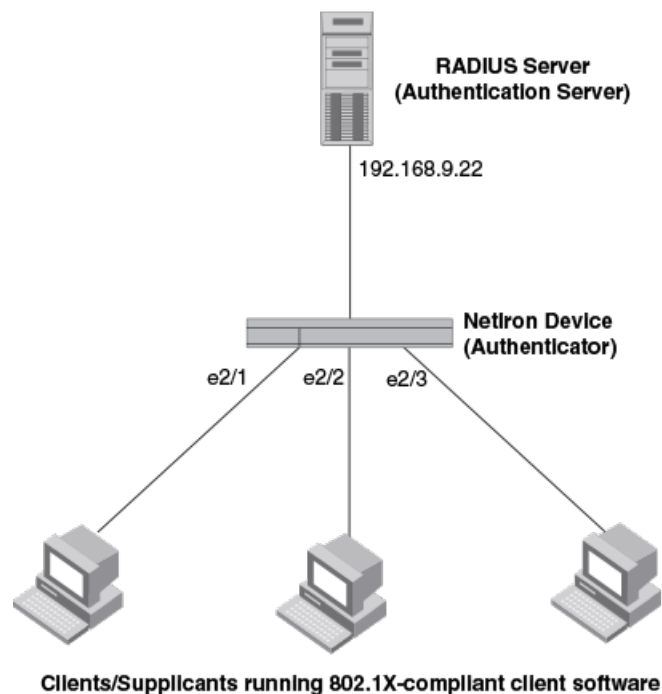 RADIUS Server
(Authentication Server)
192.168.9.22
NetIron Device
(Authenticator)
e2/1
e2/2
e2/3
Clients/Supplicants running 802.1X-compliant client software